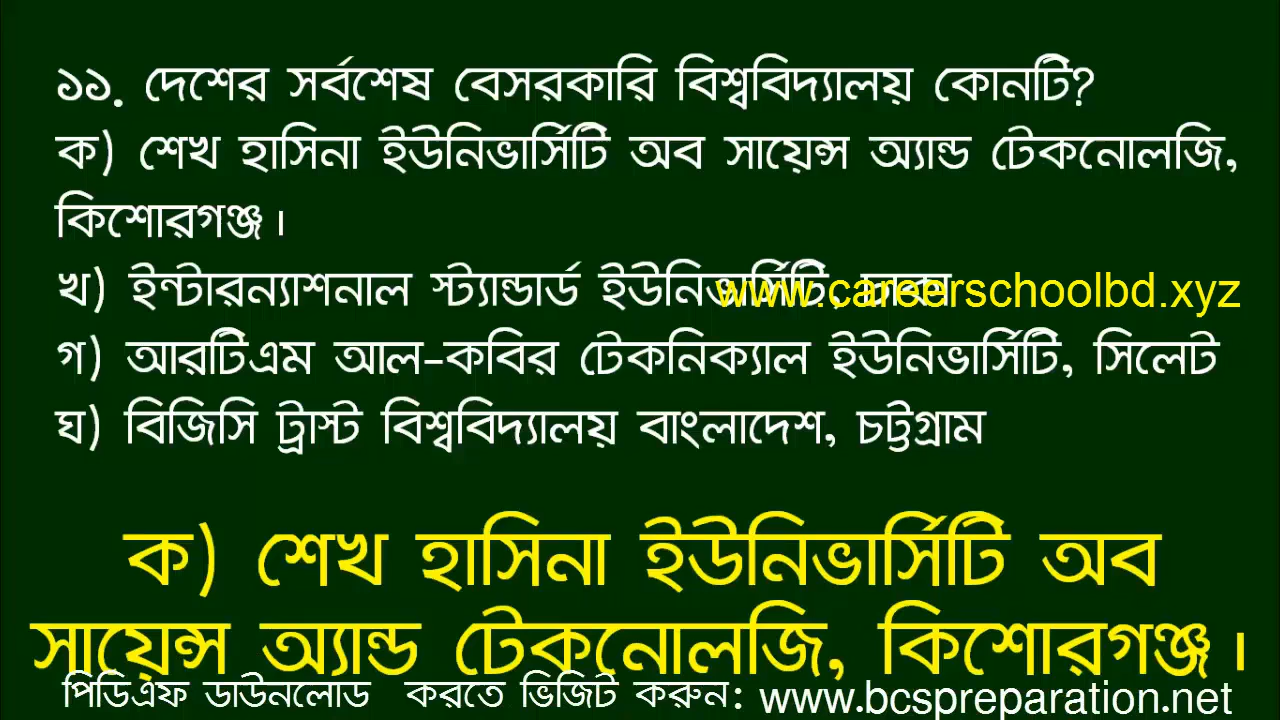 ১১. দেশের সর্বশেষ বেসরকারি বিশ্ববিদ্যালয় কোনটি?
ক) শেখ হাসিনা ইউনিভার্সিটি অব সায়েন্স অ্যান্ড টেকনোলজি,
কিশোরগঞ্জ।
খ) ইন্টারন্যাশনাল স্ট্যান্ডার্ড ইউনিভার্সিটি, ঢাকা
www.careerschoolbd.xyz
গ) আরটিএম আল-কবির টেকনিক্যাল ইউনিভার্সিটি, সিলেট
ঘ) বিজিসি ট্রাস্ট বিশ্ববিদ্যালয় বাংলাদেশ, চট্টগ্রাম
ক) শেখ হাসিনা ইউনিভার্সিটি অব
সায়েন্স অ্যান্ড টেকনোলজি, কিশোরগঞ্জ।
পিডিএফ ডাউনলোড করতে ভিজিট করুন: www.bcspreparation.net